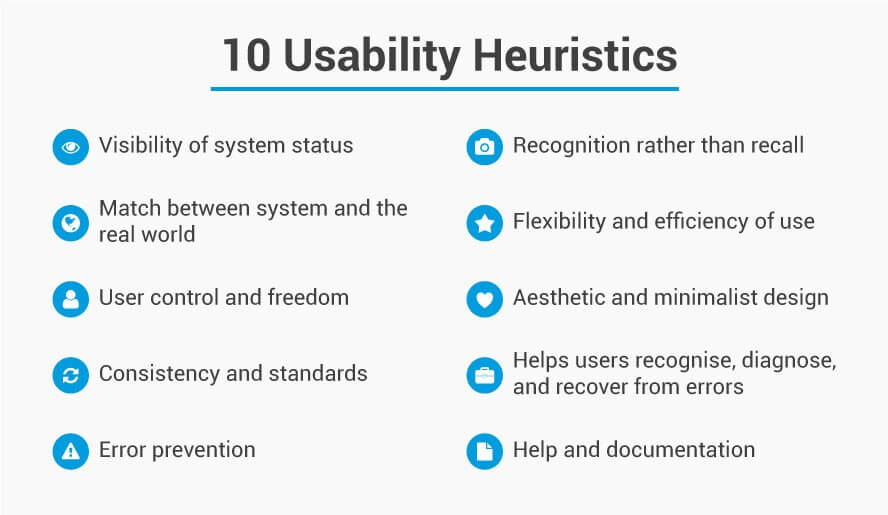 10 Usability Heuristics
Visibility of system status
Match between system and the
real world
User control and freedom
Consistency and standards
Error prevention
Recognition rather than recall
Flexibility and efficiency of use
Aesthetic and minimalist design
Helps users recognise, diagnose,
and recover from errors
Help and documentation